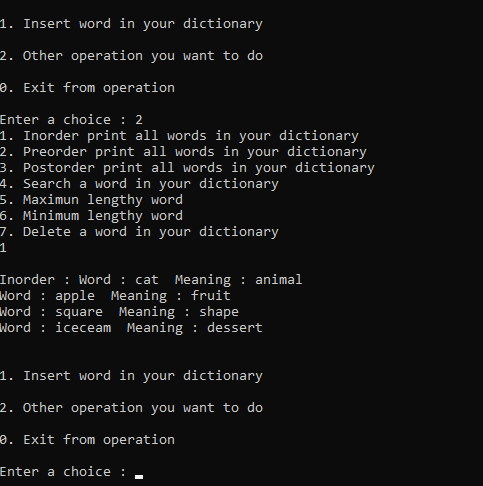 1. Insert word in your dictionary
2. Other operation you want to do
0. Exit from operation
Enter a choice : 2
1. Inorder print all words in your dictionary
2. Preorder print all words in your dictionary
3. Postorder print all words in your dictionary
4. Search a word in your dictionary
5. Maximun lengthy word
6. Minimum lengthy word
7. Delete a word in your dictionary
1
Inorder : Word : cat  Meaning : animal
Word : apple  Meaning : fruit
Word : square  Meaning : shape
Word : iceceam  Meaning : dessert
1. Insert word in your dictionary
2. Other operation you want to do
0. Exit from operation
Enter a choice :